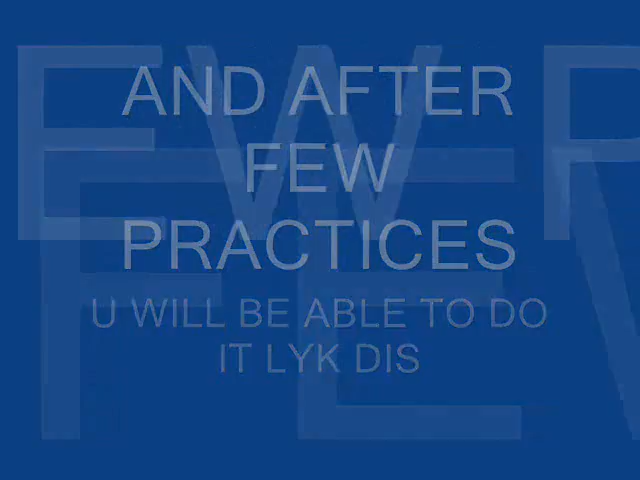 AND AFTER
FEW
PRACTICES
U WILL BE ABLE TO DO
IT LYK DIS